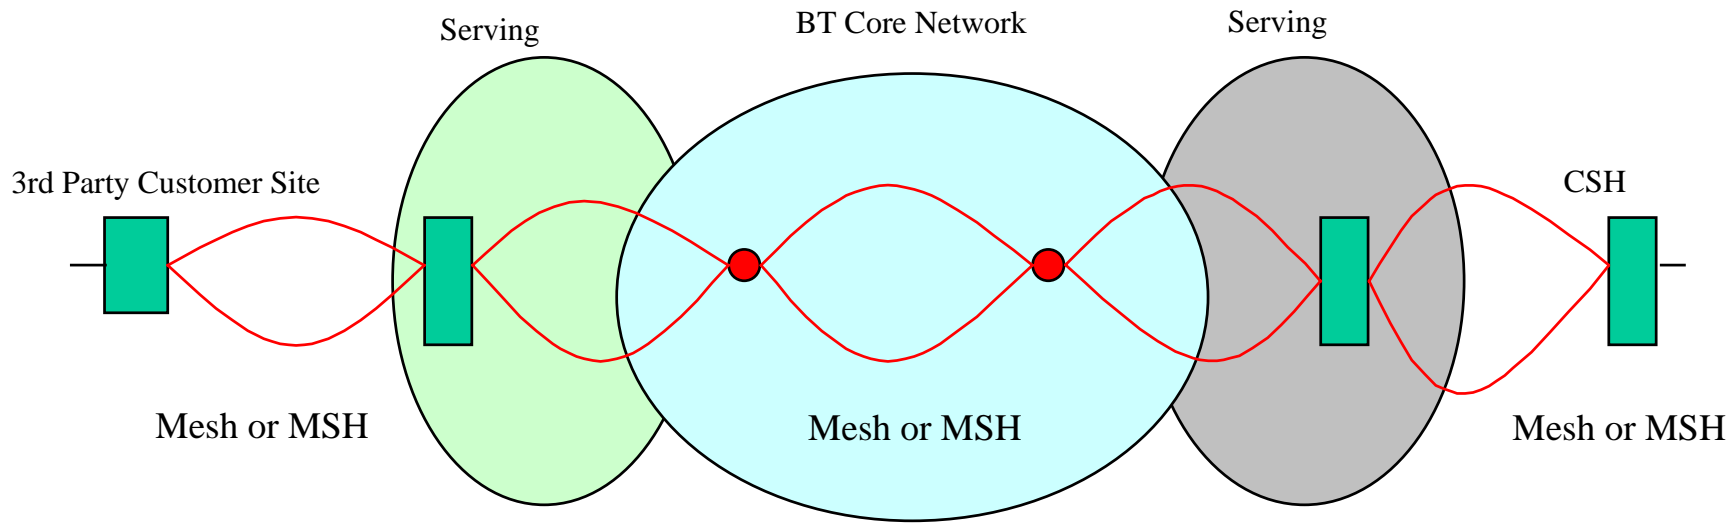 Serving
BT Core Network
Serving
3rd Party Customer Site
CSH
Mesh or MSH
Mesh or MSH
Mesh or MSH